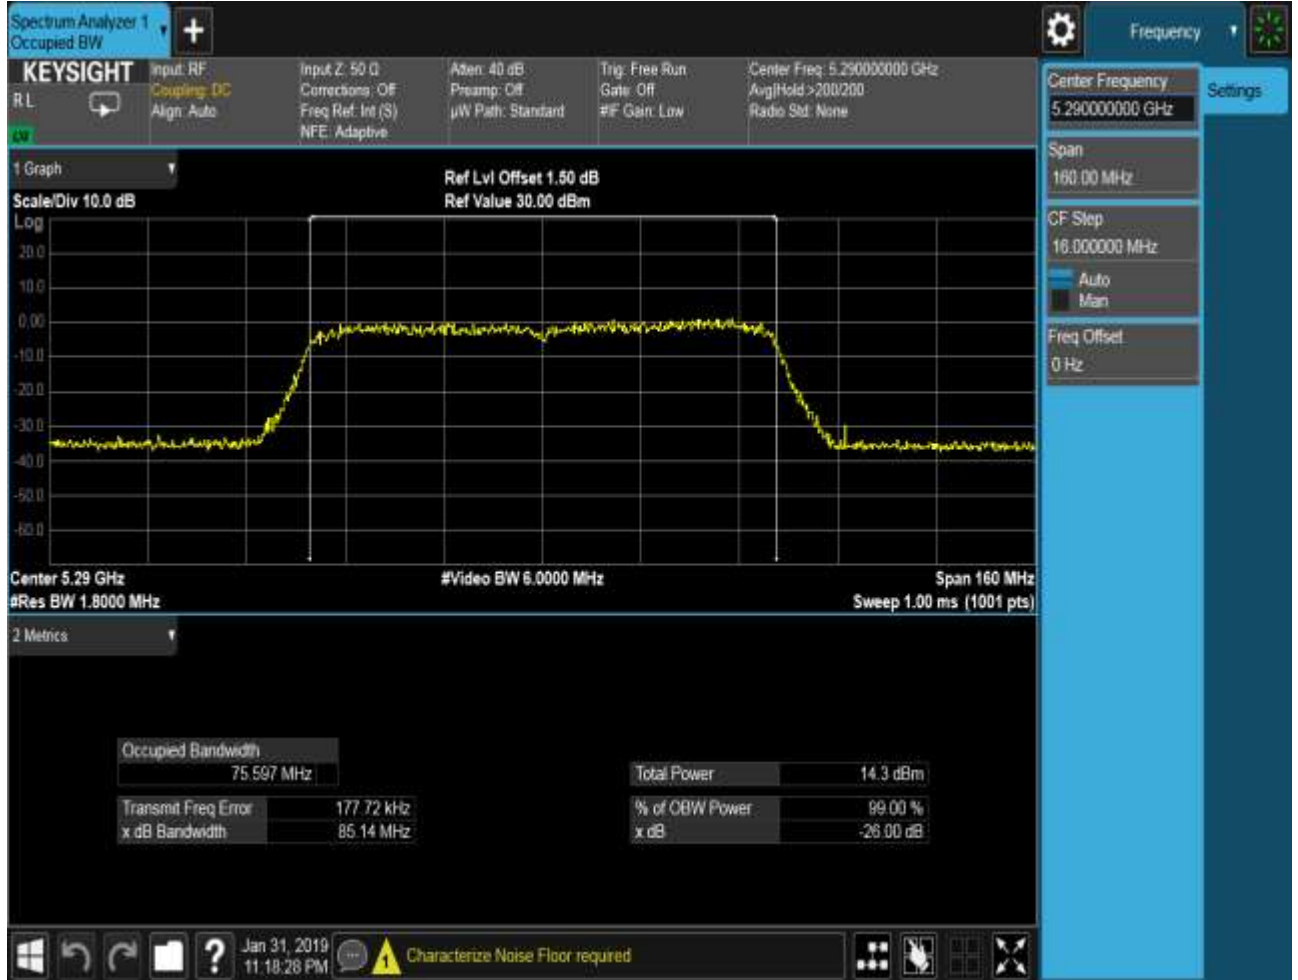 Spectrum Analyzer 1
Occupied BW
+
Frequency
KEYSIGHT
R L
Input: RF
Coupling: DC
Align: Auto
Input Z: 50 Ω
Corrections: Off
Freq Ref: Int (S)
NFE: Adaptive
Atten: 40 dB
Preamp: Off
µW Path: Standard
Trig: Free Run
Gate: Off
#IF Gain: Low
Center Freq: 5.290000000 GHz
Avg|Hold:>200/200
Radio Std: None
Center Frequency
5.290000000 GHz
Settings
Span
160.00 MHz
CF Step
16.000000 MHz
Auto
Man
Freq Offset
0 Hz
1 Graph
Scale/Div 10.0 dB
Ref Lvl Offset 1.50 dB
Ref Value 30.00 dBm
Log
20.0
10.0
0.00
-10.0
-20.0
-30.0
-40.0
-50.0
-60.0
Center 5.29 GHz
#Video BW 6.0000 MHz
Span 160 MHz
#Res BW 1.8000 MHz
Sweep 1.00 ms (1001 pts)
2 Metrics
Occupied Bandwidth
75.597 MHz
Total Power 14.3 dBm
Transmit Freq Error 177.72 kHz
% of OBW Power 99.00 %
x dB Bandwidth 85.14 MHz
x dB -26.00 dB
?
Jan 31, 2019
11:18:28 PM
1
Characterize Noise Floor required